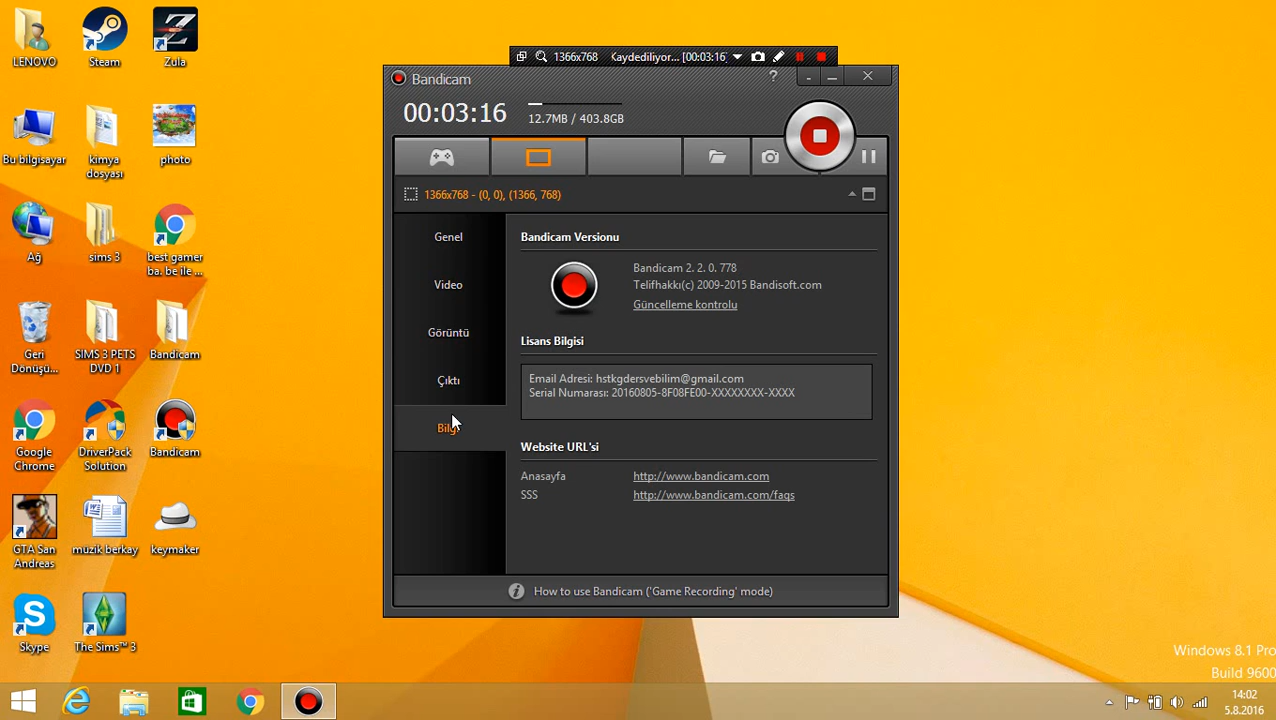 LENOVO
Steam
Zula
Bu bilgisayar
kimya
dosyası
photo
Ağ
sims 3
best gamer
ba. be ile ...
Geri
Dönüşü...
SIMS 3 PETS
DVD 1
Bandicam
Google
Chrome
DriverPack
Solution
Bandicam
GTA San
Andreas
muzik berkay
keymaker
Skype
The Sims™ 3
1366x768 Kaydediliyor... [00:03:16]
Bandicam
?
00:03:16
12.7MB / 403.8GB
1366x768 - (0, 0), (1366, 768)
Genel
Video
Görüntü
Çıktı
Bilgi
Bandicam Versionu
Bandicam 2. 2. 0. 778
Telifhakkı(c) 2009-2015 Bandisoft.com
Güncelleme kontrolu
Lisans Bilgisi
Email Adresi: hstkgdersvebilim@gmail.com
Serial Numarası: 20160805-8F08FE00-XXXXXXXX-XXXX
Website URL'si
Anasayfa http://www.bandicam.com
SSS http://www.bandicam.com/faqs
How to use Bandicam ('Game Recording' mode)
Windows 8.1 Pro
Build 9600
14:02
5.8.2016